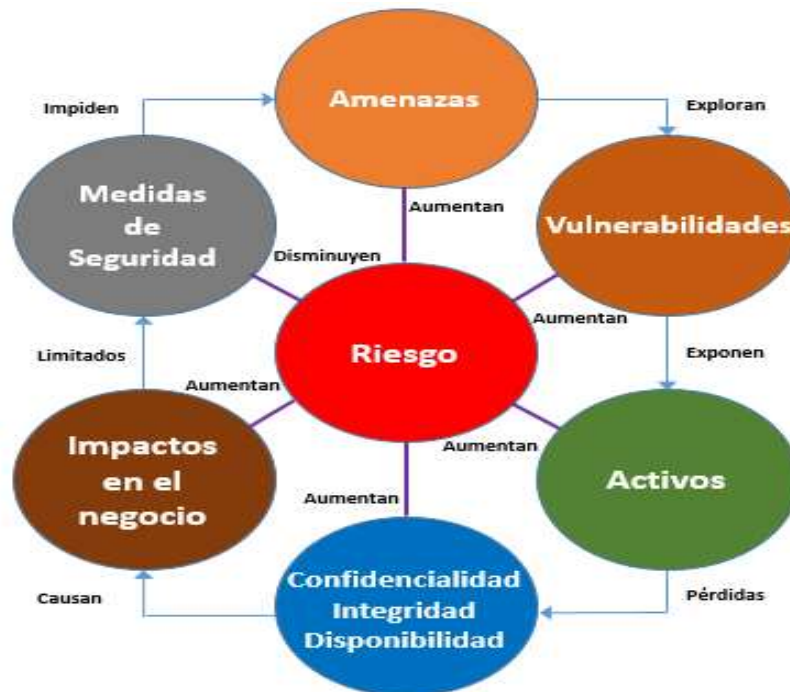 Amenazas
Impiden
Exploran
Medidas
de
Seguridad
Aumentan
Vulnerabilidades
Disminuyen
Aumentan
Riesgo
Limitados
Exponen
Aumentan
Impactos
en el
negocio
Aumentan
Activos
Aumentan
Confidencialidad
Integridad
Disponibilidad
Causan
Pérdidas